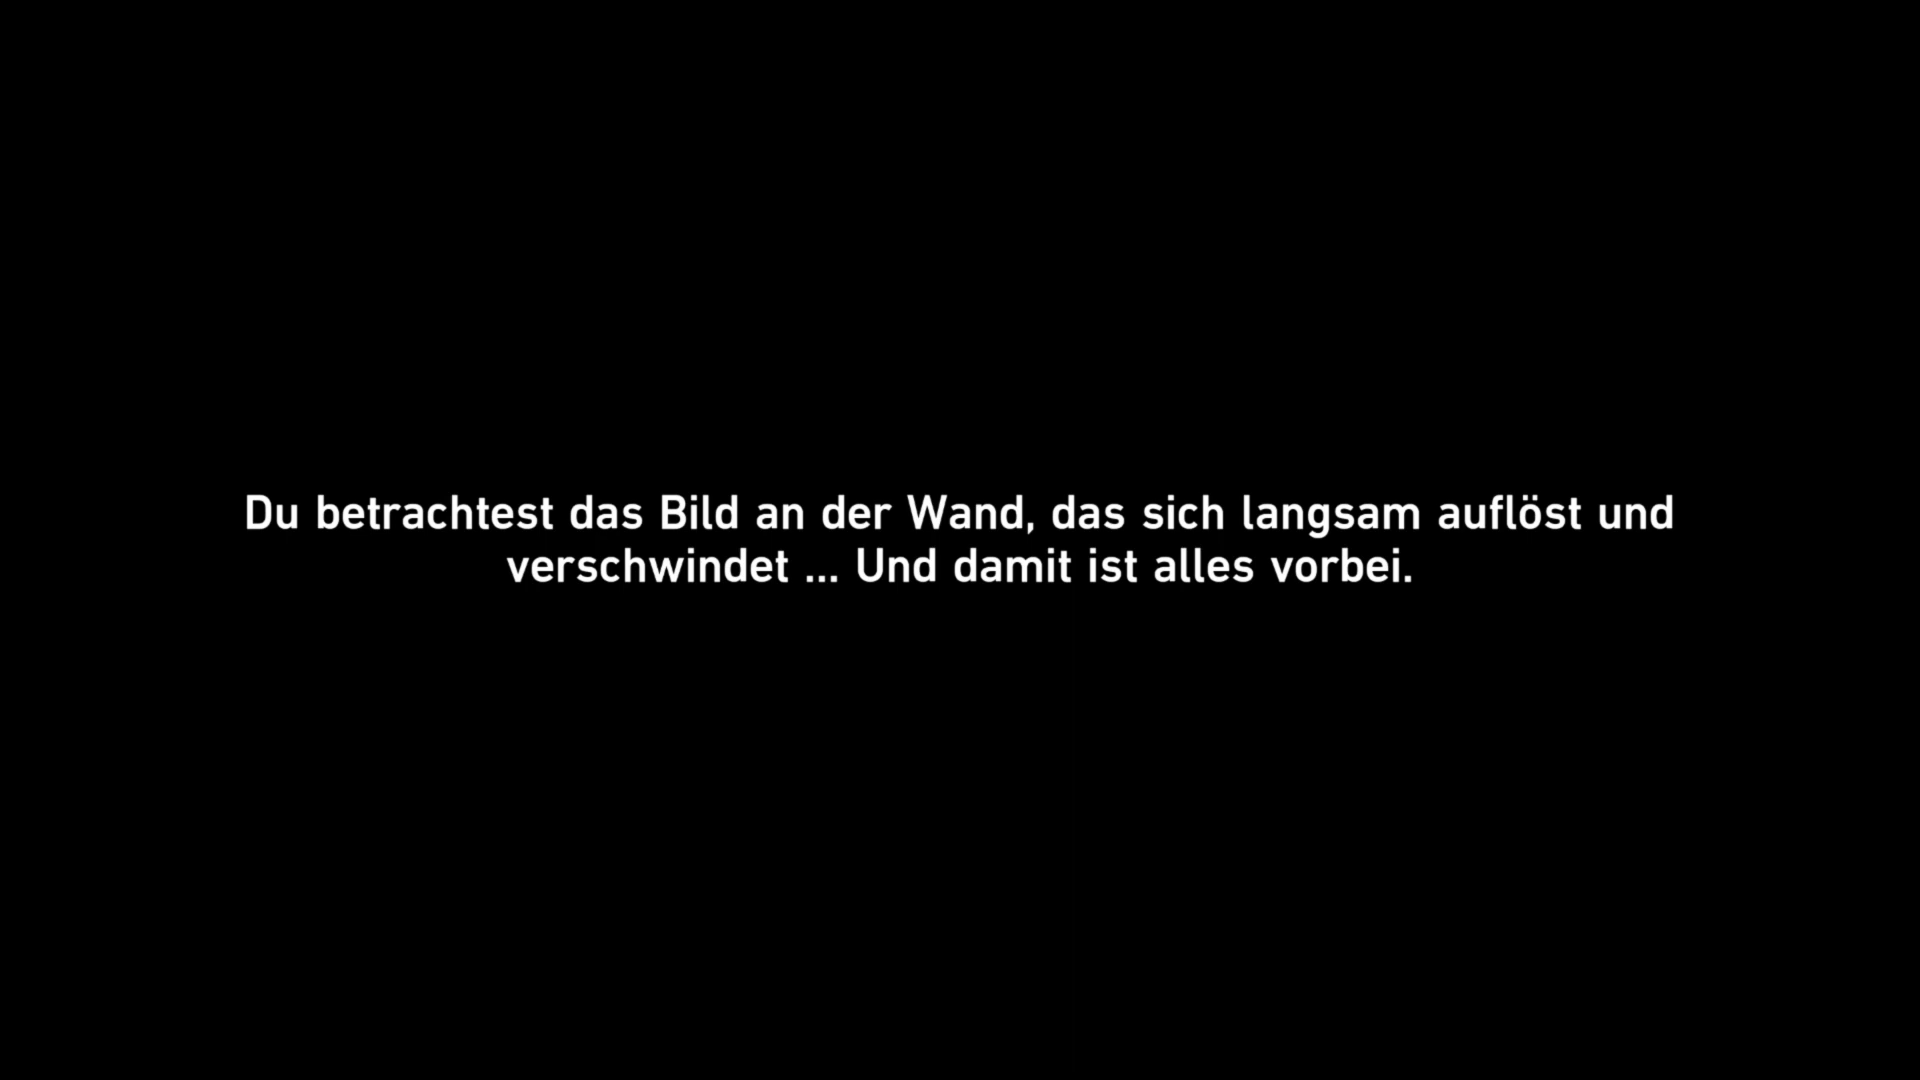 Du betrachtest das Bild an der Wand, das sich langsam auflöst und
verschwindet ... Und damit ist alles vorbei.